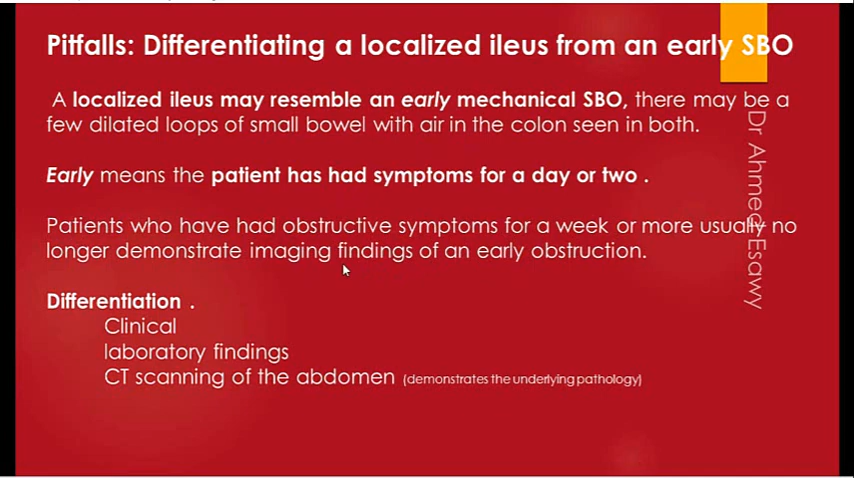 Pitfalls: Differentiating a localized ileus from an early SBO
A localized ileus may resemble an early mechanical SBO, there may be a
few dilated loops of small bowel with air in the colon seen in both.
Early means the patient has had symptoms for a day or two .
Patients who have had obstructive symptoms for a week or more usually no
longer demonstrate imaging findings of an early obstruction.
Differentiation .
Clinical
laboratory findings
CT scanning of the abdomen (demonstrates the underlying pathology)
Dr Ahmed Esawy